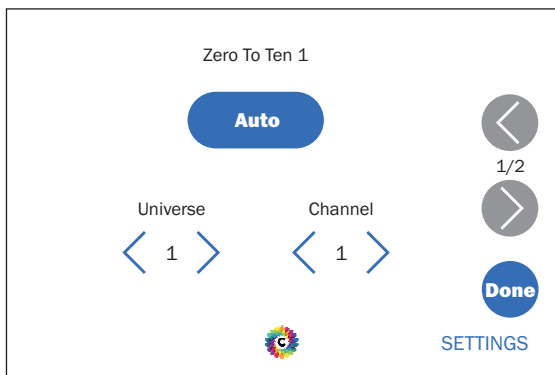 Zero To Ten 1
Auto
1/2
Universe
Channel
1
1
Done
C
SETTINGS